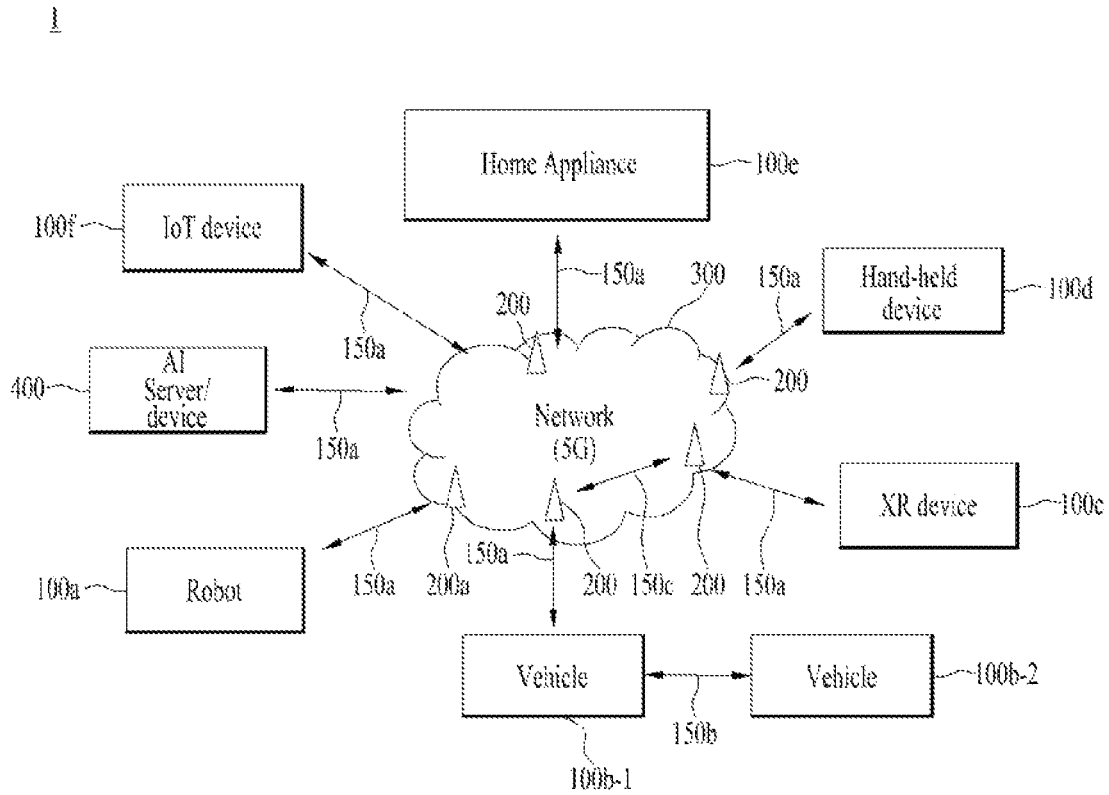 1
Home Appliance
100e
IoT device
100f
150a
300
150a
Hand-held
device
100d
200
150a
AI
Server/
device
400
200
150a
Network
(5G)
XR device
100c
150a
200a
150a
200
150c
200
150a
Robot
100a
Vehicle
Vehicle
100b-2
150b
100b-1